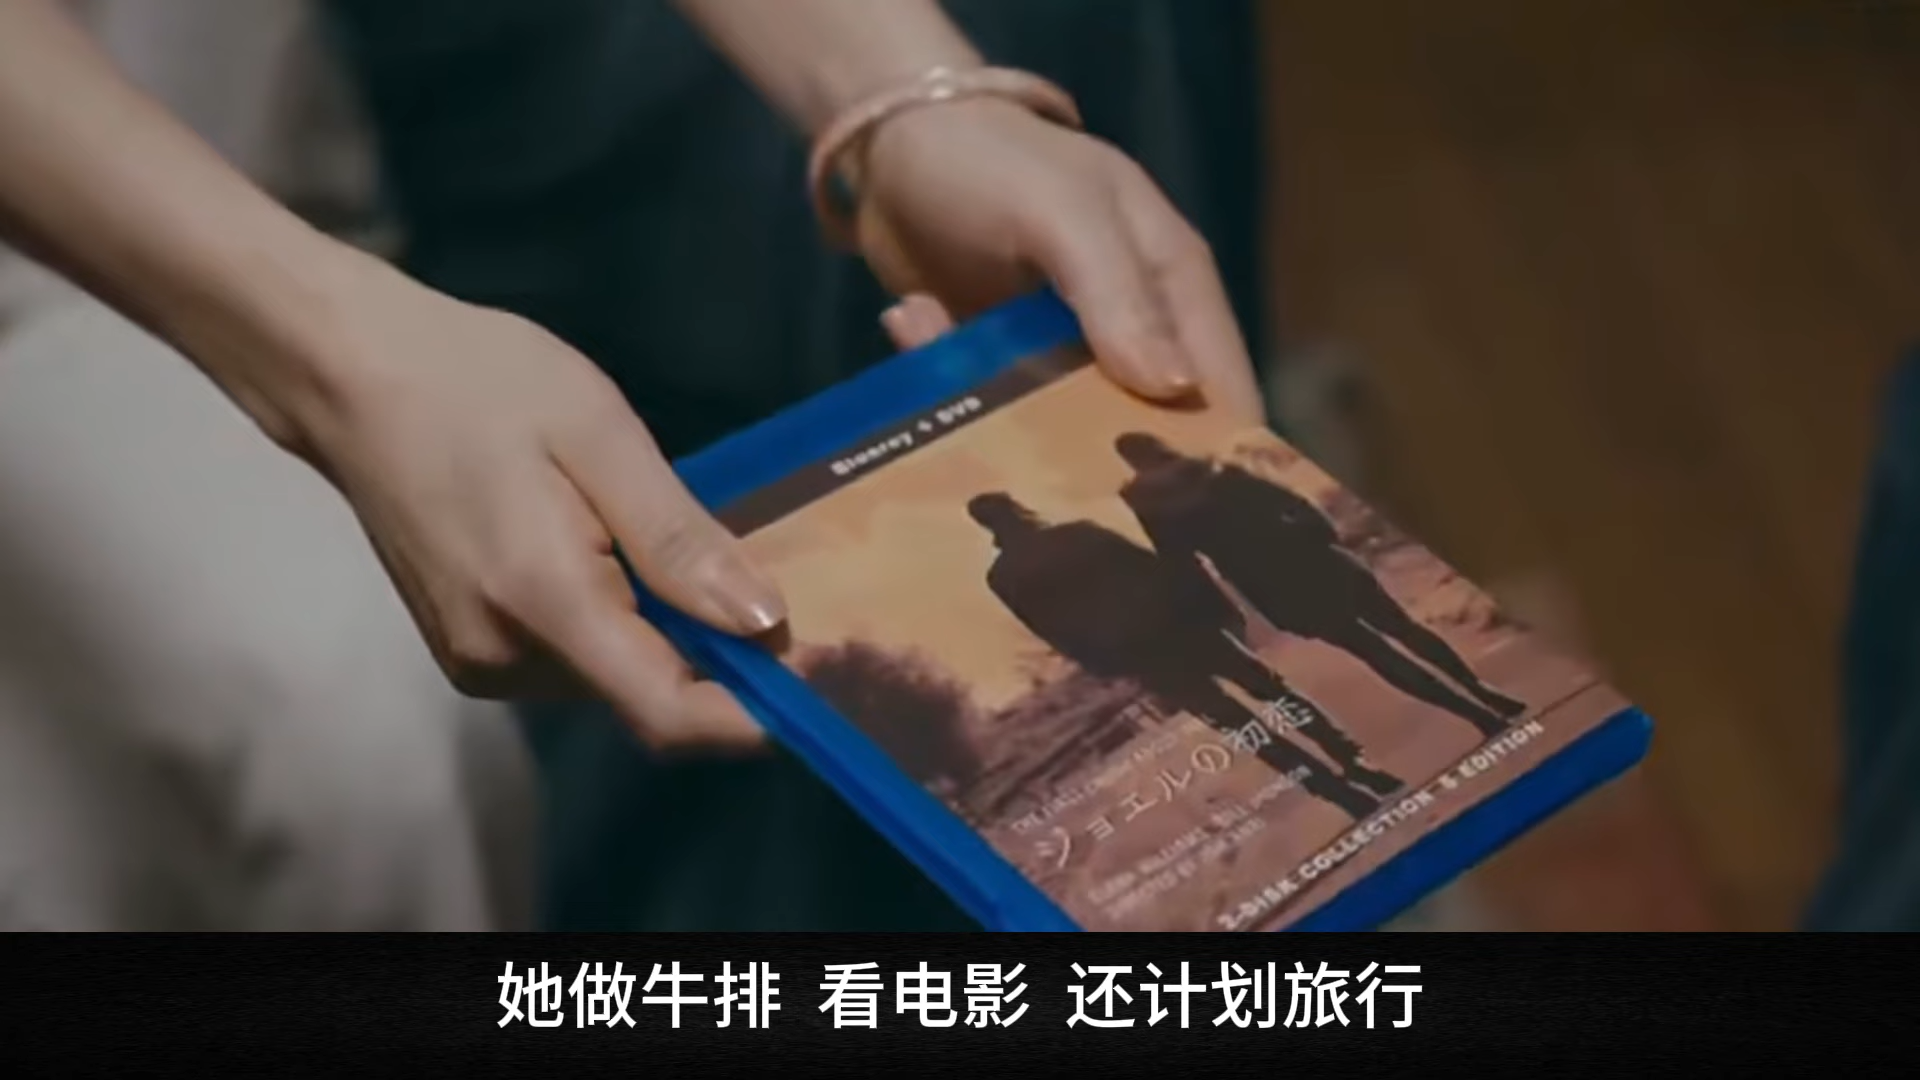 Bluarey + DVD
ジョエルの初恋
2-DISK COLLECTION'S EDITION
她做牛排 看电影 还计划旅行